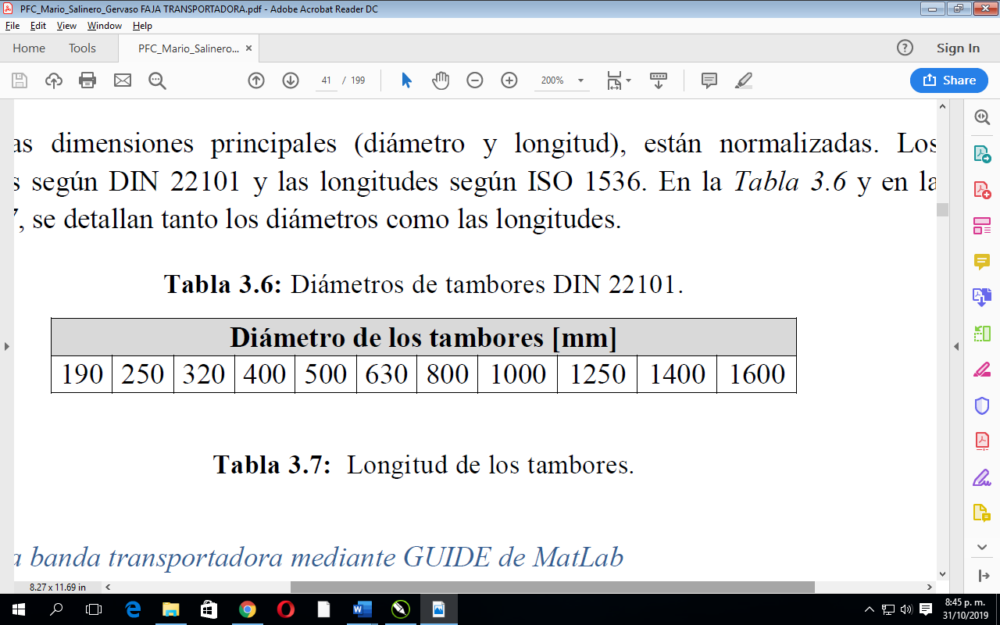 PFC_Mario_Salinero_Gervaso FAJA TRANSPORTADORA.pdf - Adobe Acrobat Reader DC
File Edit View Window Help
Home Tools PFC_Mario_Salinero... × ? Sign In
41 / 199 200% Share
as dimensiones principales (diámetro y longitud), están normalizadas. Los
s según DIN 22101 y las longitudes según ISO 1536. En la Tabla 3.6 y en la
7, se detallan tanto los diámetros como las longitudes.
Tabla 3.6: Diámetros de tambores DIN 22101.
Diámetro de los tambores [mm]
190 250 320 400 500 630 800 1000 1250 1400 1600
Tabla 3.7: Longitud de los tambores.
a banda transportadora mediante GUIDE de MatLab
8.27 x 11.69 in
8:45 p. m.
31/10/2019